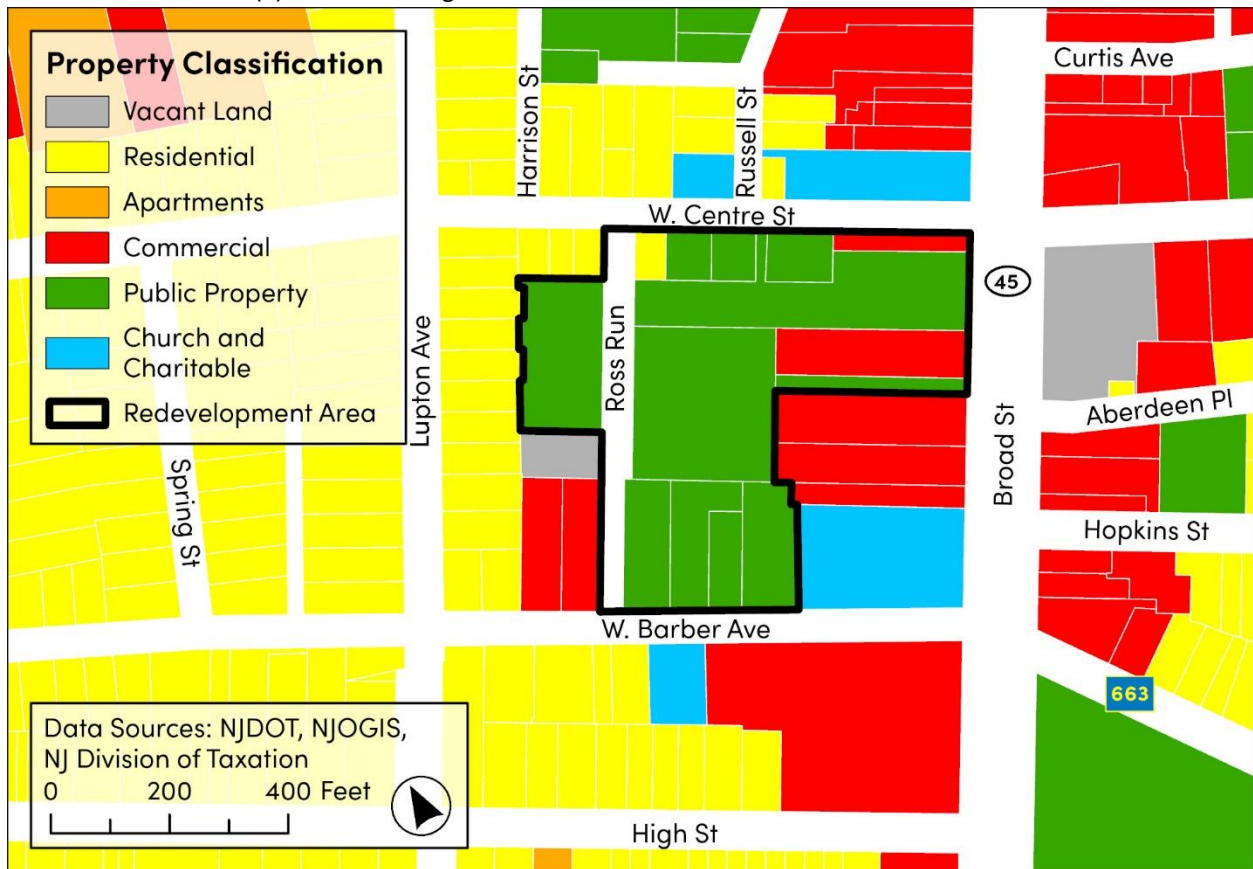 Property Classification
Vacant Land
Residential
Apartments
Commercial
Public Property
Church and
Charitable
Redevelopment Area
Curtis Ave
Harrison St
Russell St
W. Centre St
45
Lupton Ave
Ross Run
Broad St
Aberdeen Pl
Spring St
Hopkins St
W. Barber Ave
663
Data Sources: NJDOT, NJOGIS,
NJ Division of Taxation
0 200 400 Feet
High St